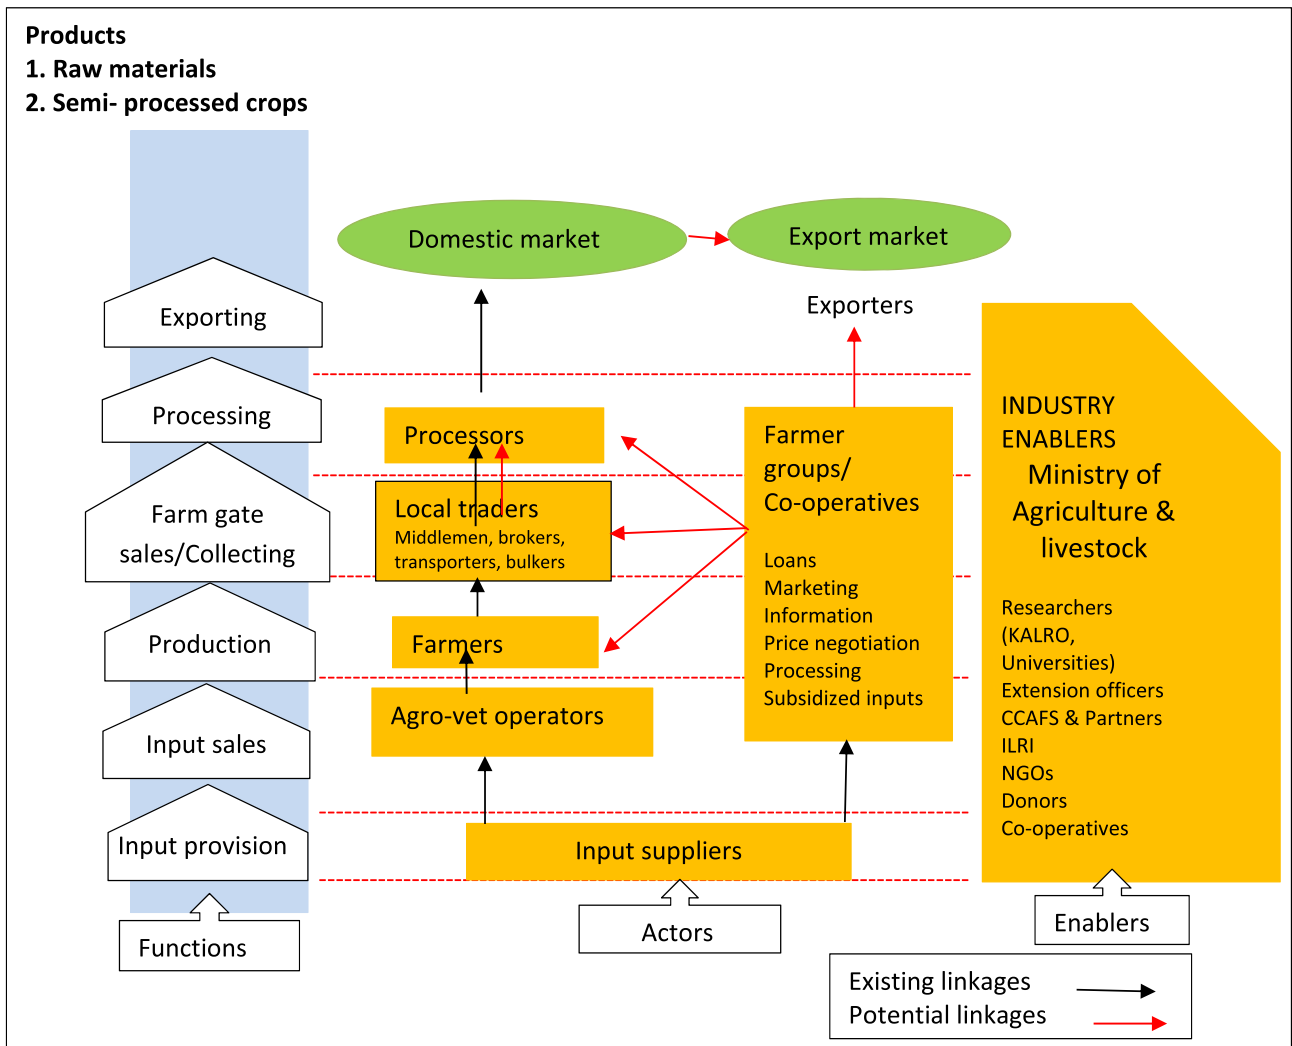 Products
1. Raw materials
2. Semi- processed crops
Domestic market
Export market
Exporting
Exporters
Processing
Processors
Farm gate
sales/Collecting
Local traders
Middlemen, brokers,
transporters, bulkers
Production
Farmers
Input sales
Agro-vet operators
Input provision
Input suppliers
Farmer
groups/
Co-operatives
Loans
Marketing
Information
Price negotiation
Processing
Subsidized inputs
INDUSTRY
ENABLERS
Ministry of
Agriculture &
livestock
Researchers
(KALRO,
Universities)
Extension officers
CCAFS & Partners
ILRI
NGOs
Donors
Co-operatives
Functions
Actors
Enablers
Existing linkages
Potential linkages